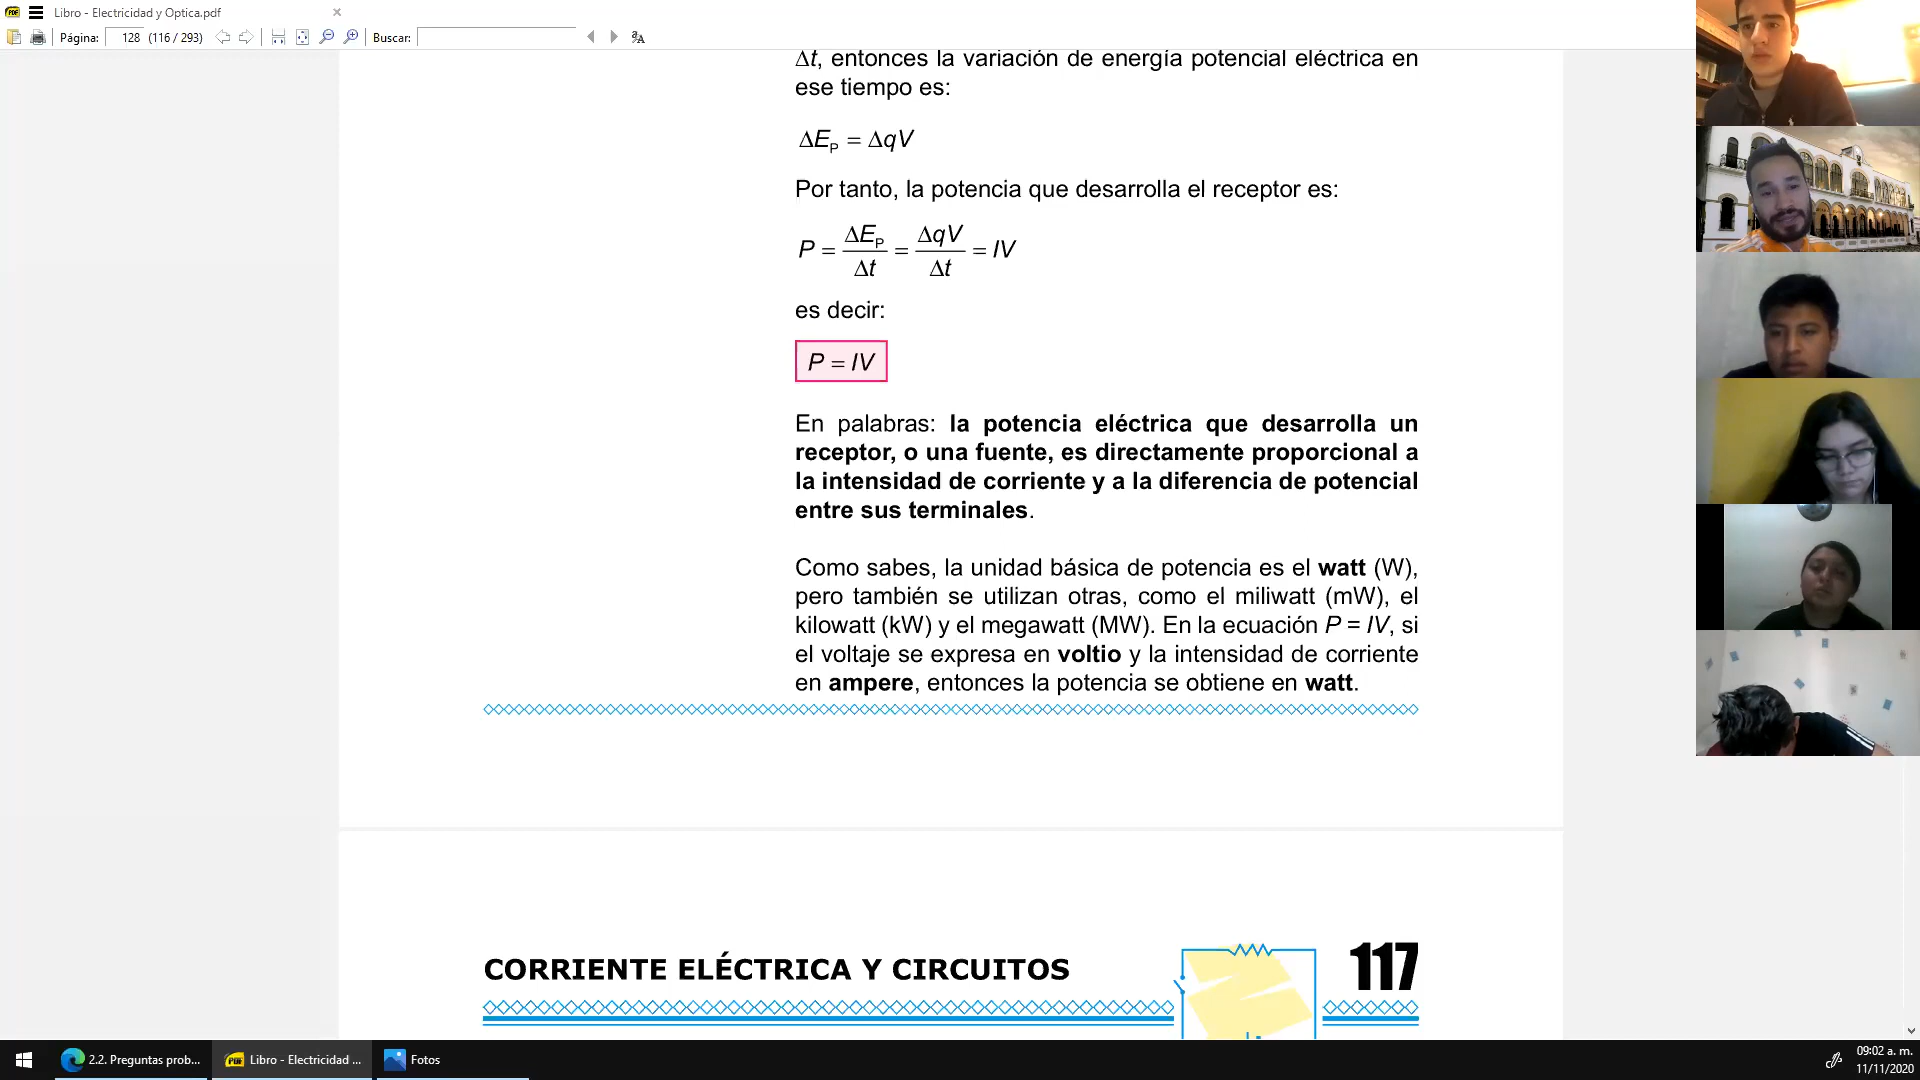 Libro - Electricidad y Optica.pdf
Página: 128 (116 / 293) Buscar:
Δt, entonces la variación de energía potencial eléctrica en
ese tiempo es:
ΔE_P = ΔqV
Por tanto, la potencia que desarrolla el receptor es:
P = ΔE_P/Δt = ΔqV/Δt = IV
es decir:
P = IV
En palabras: la potencia eléctrica que desarrolla un
receptor, o una fuente, es directamente proporcional a
la intensidad de corriente y a la diferencia de potencial
entre sus terminales.
Como sabes, la unidad básica de potencia es el watt (W),
pero también se utilizan otras, como el miliwatt (mW), el
kilowatt (kW) y el megawatt (MW). En la ecuación P = IV, si
el voltaje se expresa en voltio y la intensidad de corriente
en ampere, entonces la potencia se obtiene en watt.
CORRIENTE ELÉCTRICA Y CIRCUITOS 117
2.2. Preguntas prob... PDF Libro - Electricidad ... Fotos
09:02 a. m.
11/11/2020